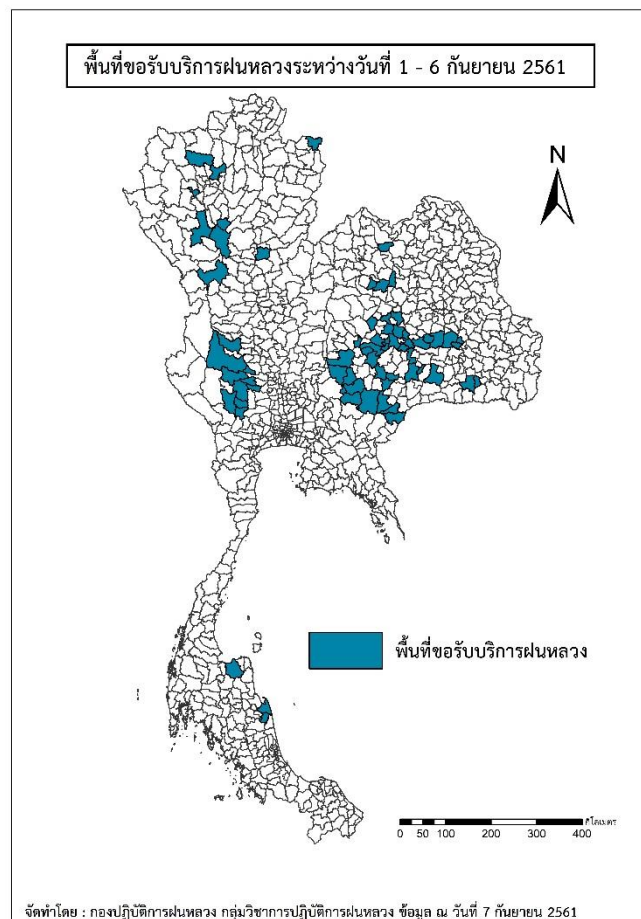 พื้นที่ขอรับบริการฝนหลวงระหว่างวันที่ 1 - 6 กันยายน 2561
N
พื้นที่ขอรับบริการฝนหลวง
กิโลเมตร
0 25 50 100 200 300 400
จัดทำโดย : กองปฏิบัติการฝนหลวง กลุ่มวิชาการปฏิบัติการฝนหลวง ข้อมูล ณ วันที่ 7 กันยายน 2561